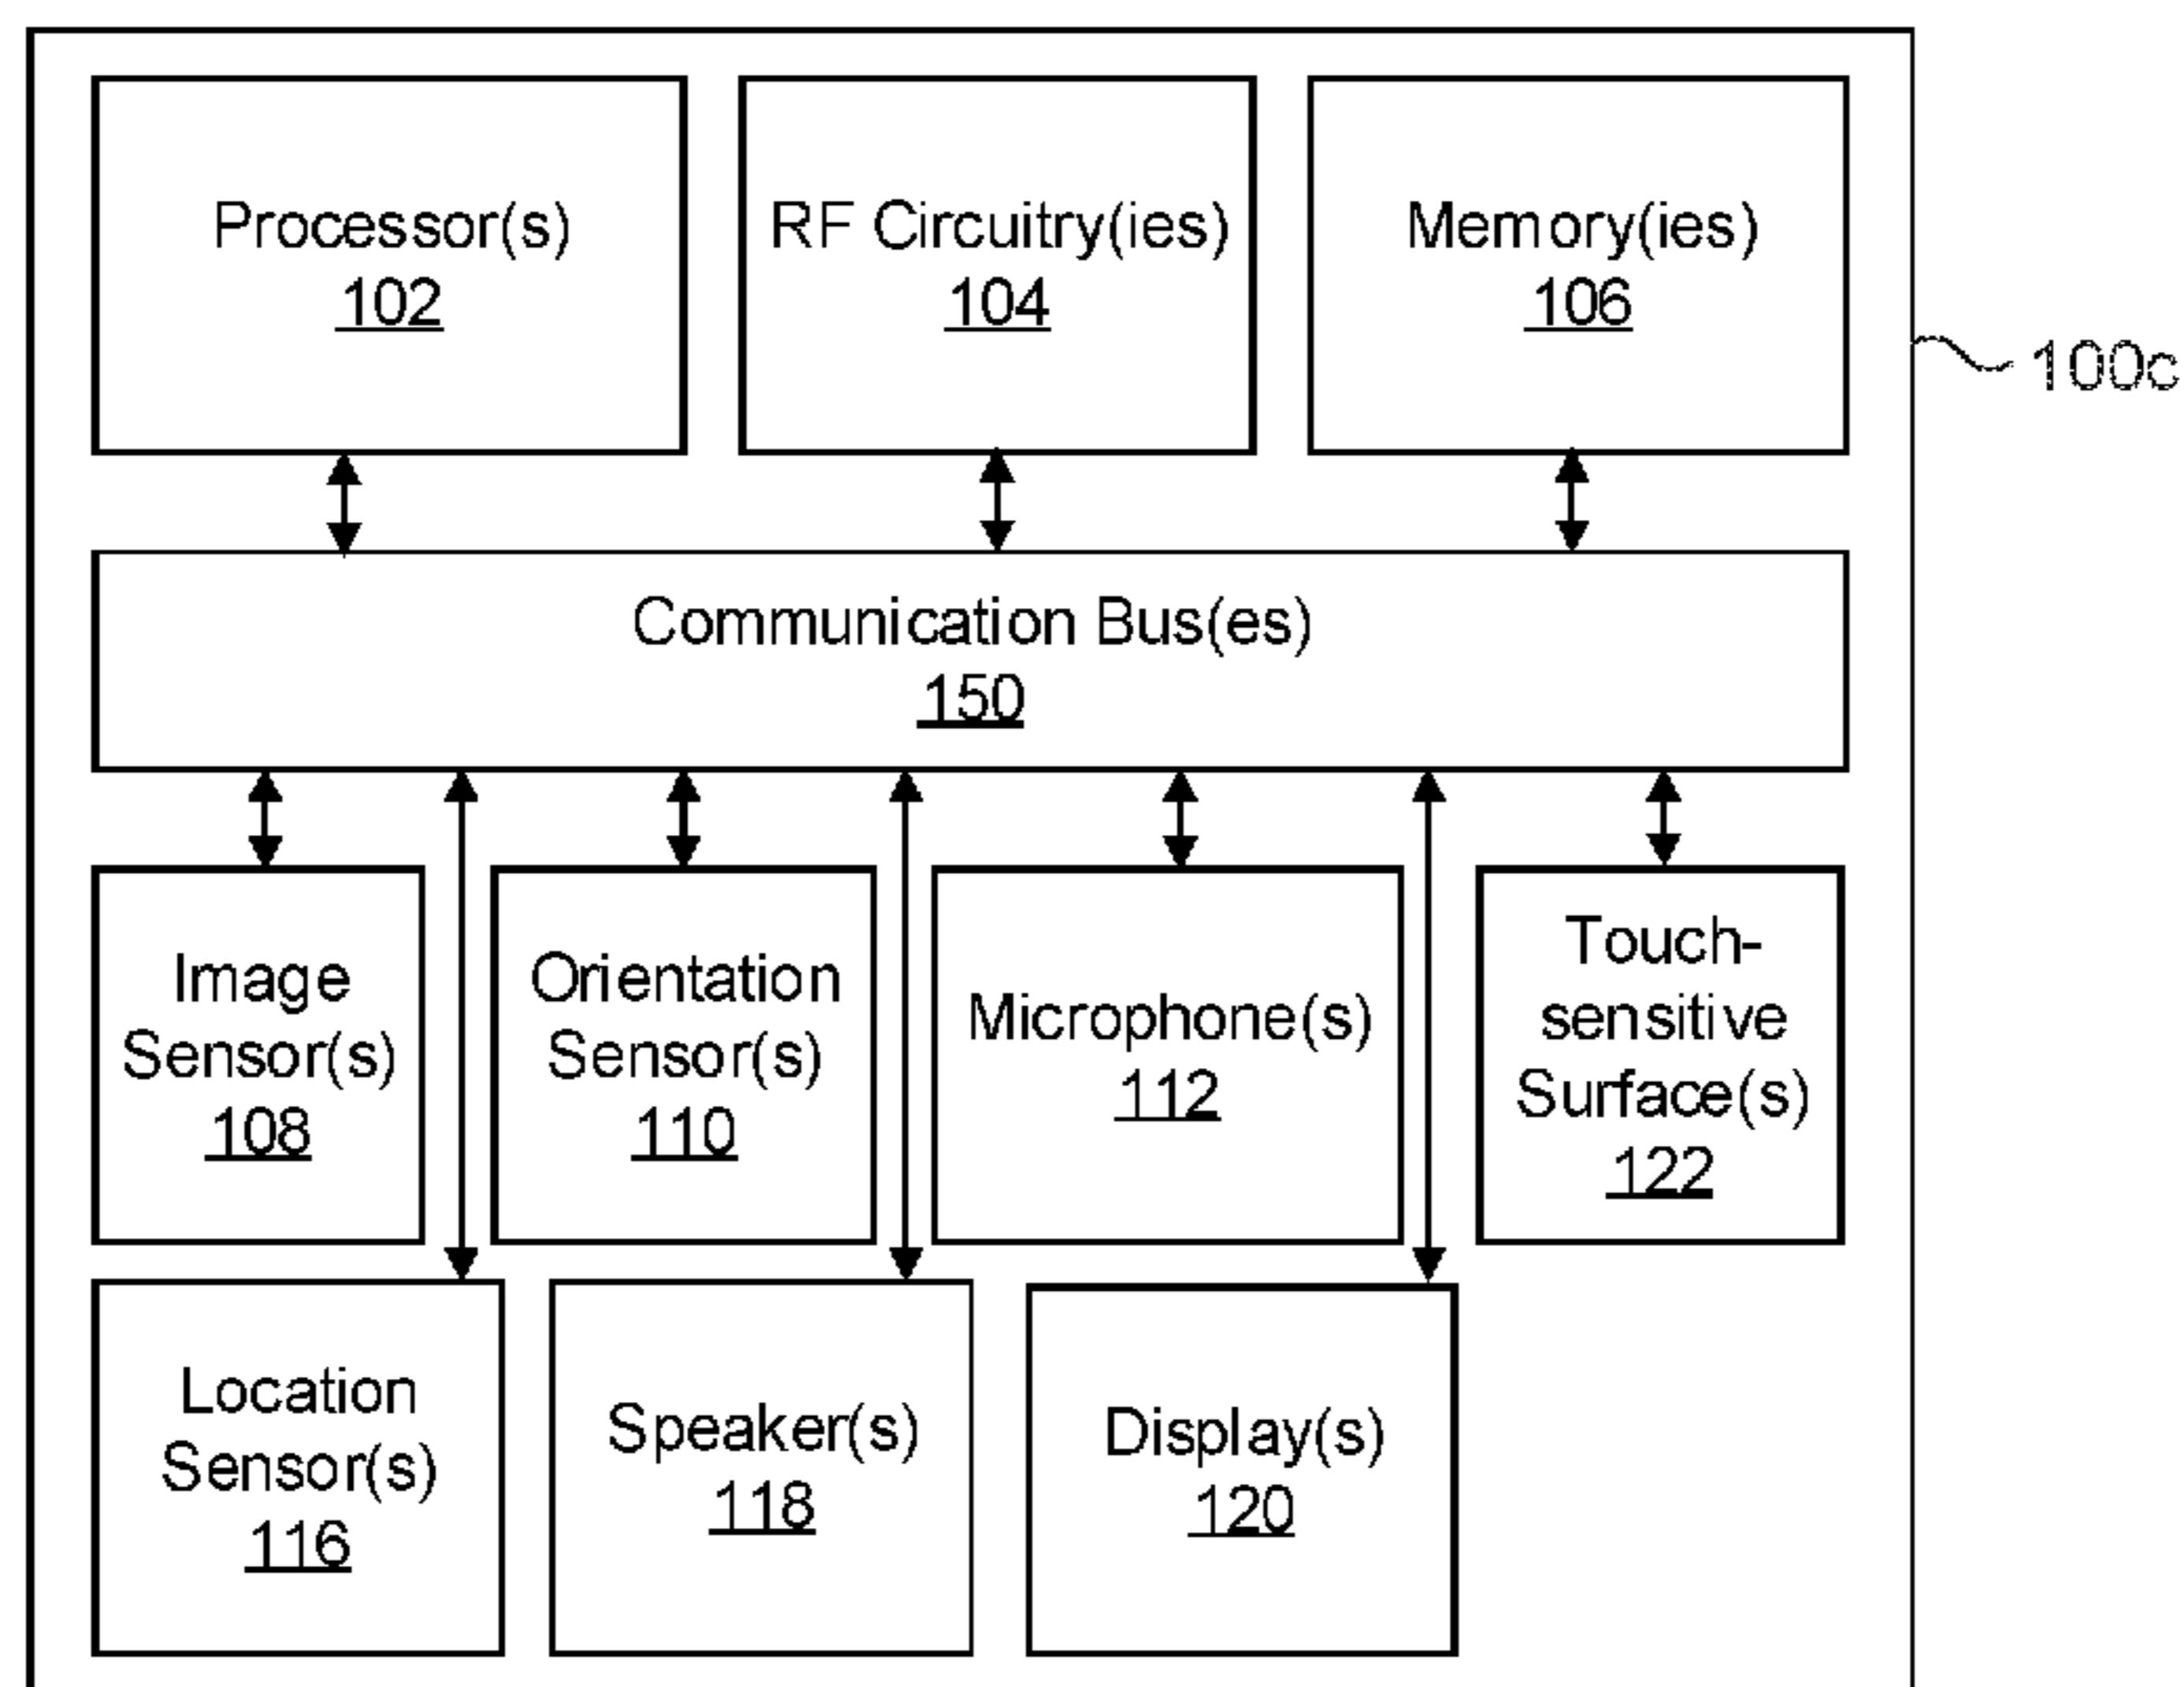 Processor(s)
102
RF Circuitry(ies)
104
Memory(ies)
106
100c
Communication Bus(es)
150
Image
Sensor(s)
108
Orientation
Sensor(s)
110
Microphone(s)
112
Touch-
sensitive
Surface(s)
122
Location
Sensor(s)
116
Speaker(s)
118
Display(s)
120